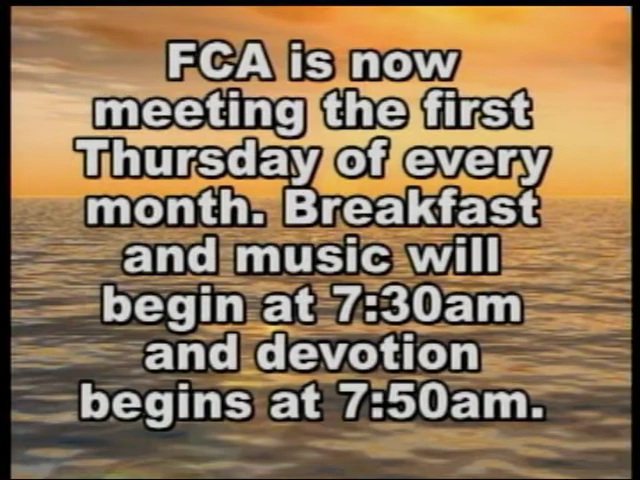 FCA is now
meeting the first
Thursday of every
month. Breakfast
and music will
begin at 7:30am
and devotion
begins at 7:50am.